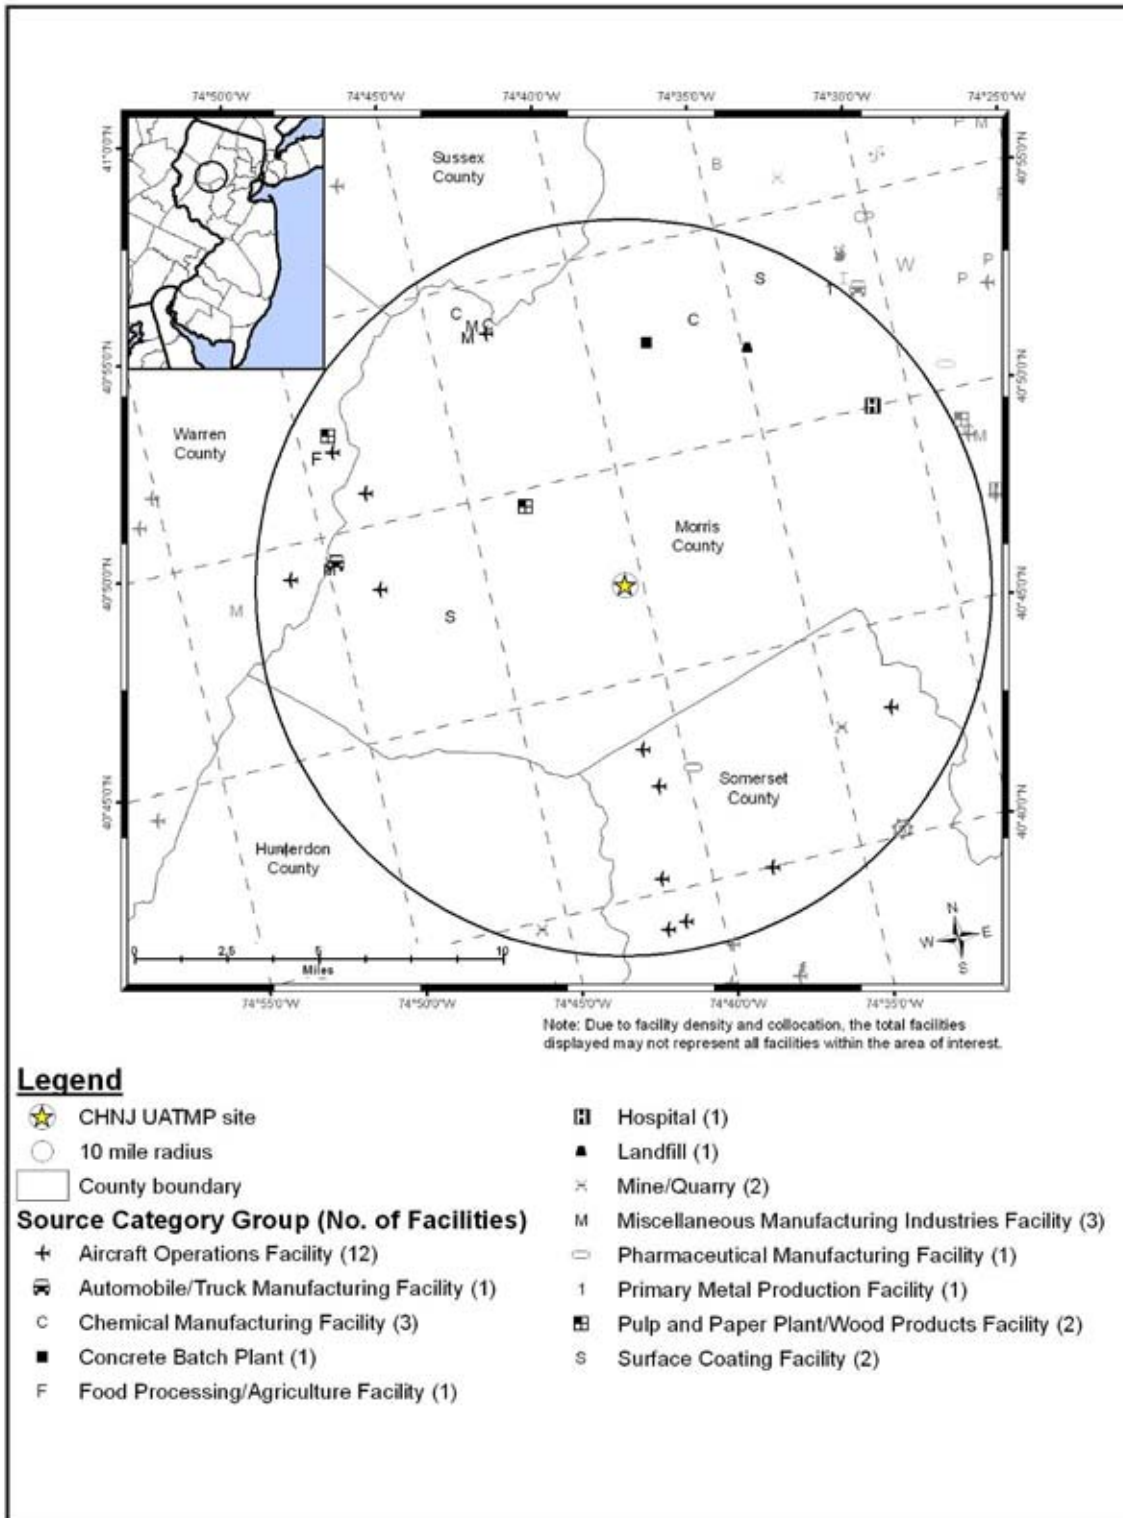 74°50'0"W 74°45'0"W 74°40'0"W 74°35'0"W 74°30'0"W 74°25'0"W
41°0'0"N
40°55'0"N
Sussex
County
B
P M
CP
W
P
P
S
C
C
M C
M
40°55'0"N
40°50'0"N
H
Warren
County
F
M
Morris
County
40°50'0"N
40°45'0"N
M
S
Somerset
County
40°45'0"N
40°40'0"N
Hunterdon
County
N
W E
S
0 2.5 5 10
Miles
74°55'0"W 74°50'0"W 74°45'0"W 74°40'0"W 74°35'0"W
Note: Due to facility density and collocation, the total facilities
displayed may not represent all facilities within the area of interest.
Legend
CHNJ UATMP site
10 mile radius
County boundary
Source Category Group (No. of Facilities)
Aircraft Operations Facility (12)
Automobile/Truck Manufacturing Facility (1)
C Chemical Manufacturing Facility (3)
Concrete Batch Plant (1)
F Food Processing/Agriculture Facility (1)
H Hospital (1)
Landfill (1)
Mine/Quarry (2)
M Miscellaneous Manufacturing Industries Facility (3)
Pharmaceutical Manufacturing Facility (1)
1 Primary Metal Production Facility (1)
Pulp and Paper Plant/Wood Products Facility (2)
S Surface Coating Facility (2)